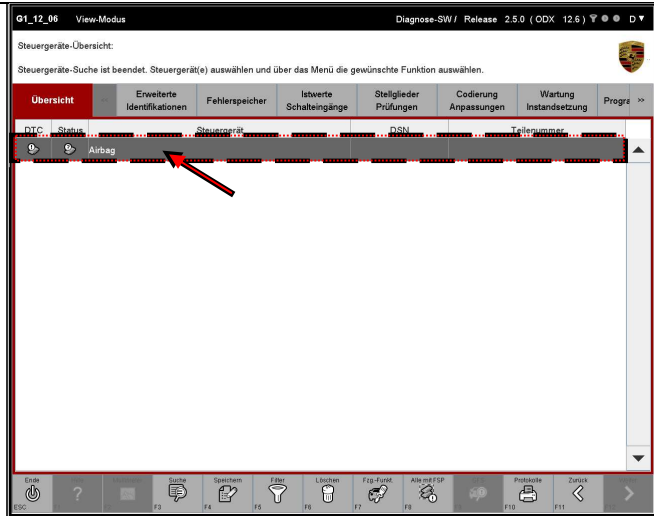 G1_12_06 View-Modus Diagnose-SW / Release 2.5.0 ( ODX 12.6 ) D
Steuergeräte-Übersicht:
Steuergeräte-Suche ist beendet. Steuergerät(e) auswählen und über das Menü die gewünschte Funktion auswählen.
Übersicht << Erweiterte Identifikationen Fehlerspeicher Istwerte Schalteingänge Stellglieder Prüfungen Codierung Anpassungen Wartung Instandsetzung Progra >>
DTC Status Steuergerät DSN Teilenummer
Airbag
Ende Suche Speichern Filter Löschen Fzg-Funkt. Alle mit FSP Protokolle Zurück
ESC F3 F4 F5 F6 F7 F8 F10 F11